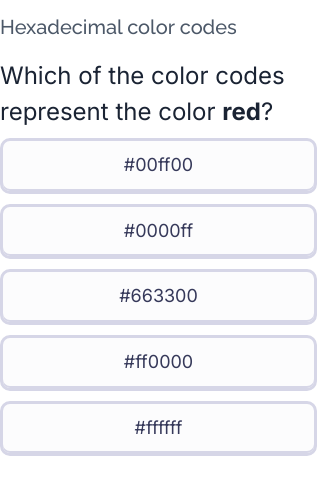 Hexadecimal color codes
Which of the color codes
represent the color red?
#00ff00
#0000ff
#663300
#ff0000
#ffffff